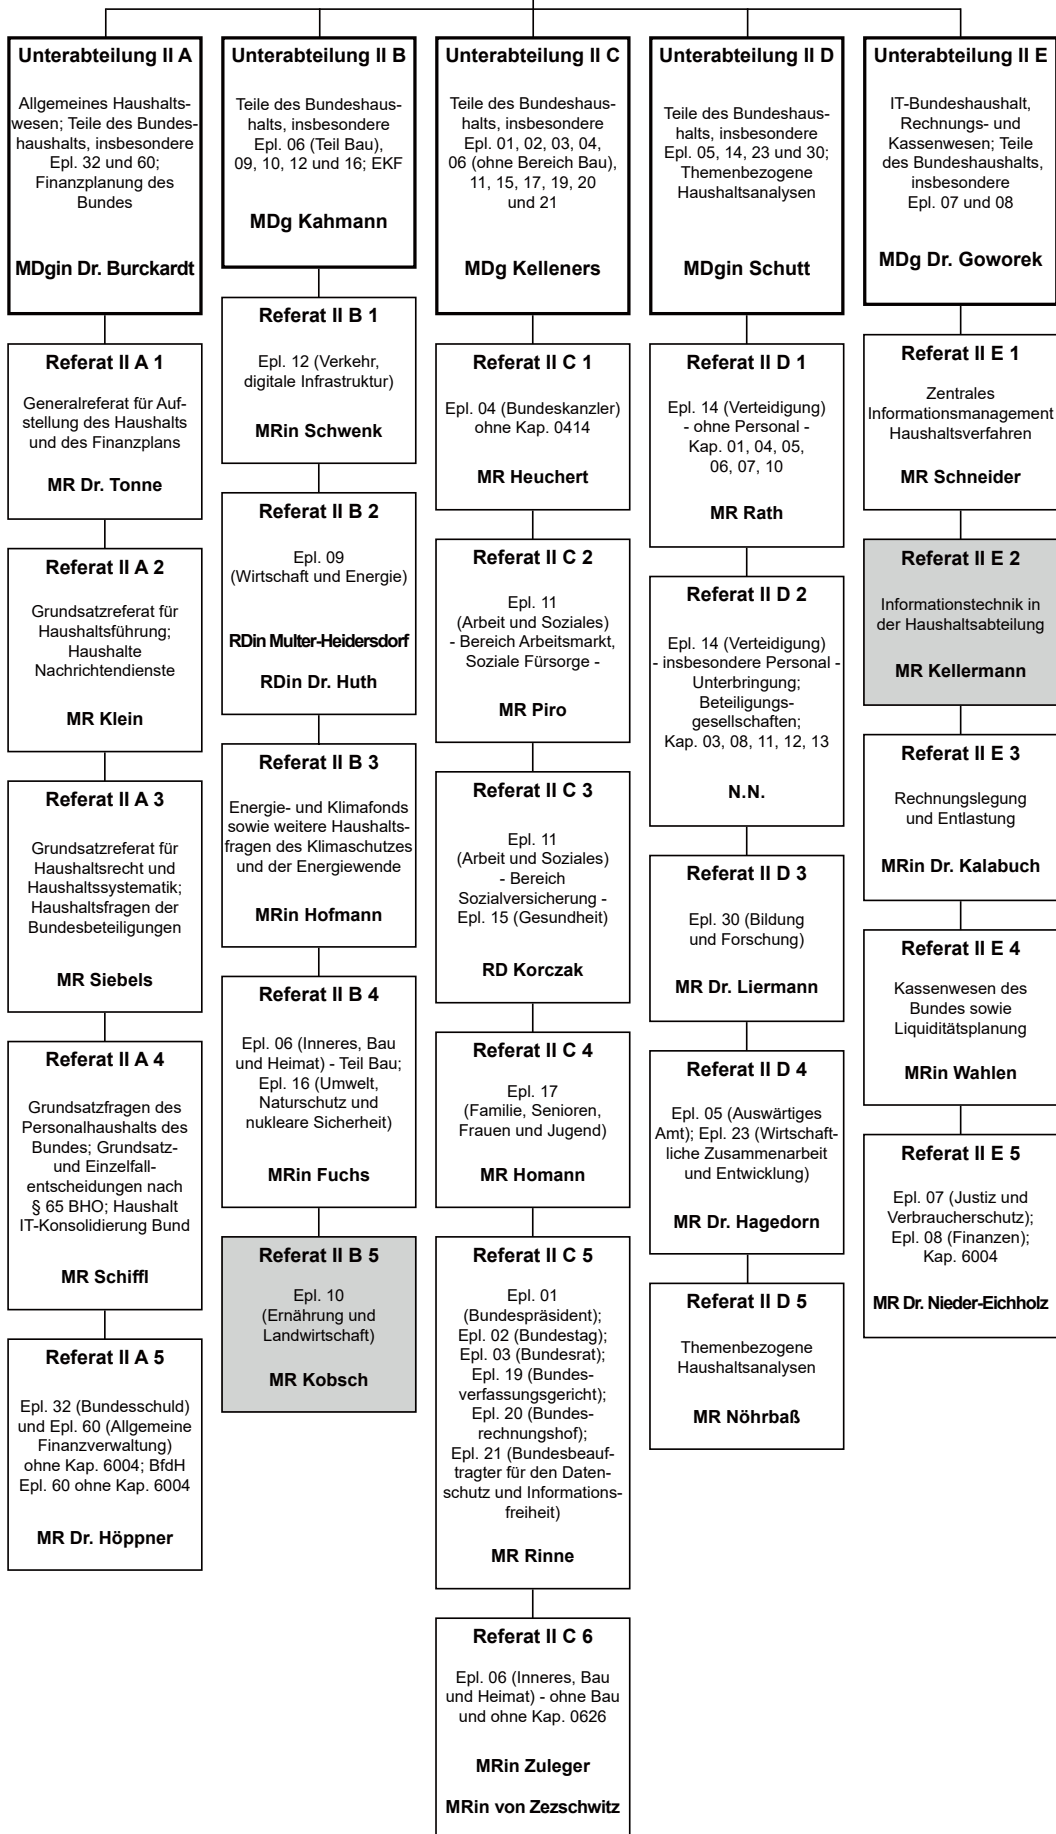 Unterabteilung II A
Allgemeines Haushalts-
wesen; Teile des Bundes-
haushalts, insbesondere
Epl. 32 und 60;
Finanzplanung des
Bundes
MDgin Dr. Burckardt
Referat II A 1
Generalreferat für Auf-
stellung des Haushalts
und des Finanzplans
MR Dr. Tonne
Referat II A 2
Grundsatzreferat für
Haushaltsführung;
Haushalte
Nachrichtendienste
MR Klein
Referat II A 3
Grundsatzreferat für
Haushaltsrecht und
Haushaltssystematik;
Haushaltsfragen der
Bundesbeteiligungen
MR Siebels
Referat II A 4
Grundsatzfragen des
Personalhaushalts des
Bundes; Grundsatz-
und Einzelfall-
entscheidungen nach
§ 65 BHO; Haushalt
IT-Konsolidierung Bund
MR Schiffl
Referat II A 5
Epl. 32 (Bundesschuld)
und Epl. 60 (Allgemeine
Finanzverwaltung)
ohne Kap. 6004; BfdH
Epl. 60 ohne Kap. 6004
MR Dr. Höppner
Unterabteilung II B
Teile des Bundeshaus-
halts, insbesondere
Epl. 06 (Teil Bau),
09, 10, 12 und 16; EKF
MDg Kahmann
Referat II B 1
Epl. 12 (Verkehr,
digitale Infrastruktur)
MRin Schwenk
Referat II B 2
Epl. 09
(Wirtschaft und Energie)
RDin Multer-Heidersdorf
RDin Dr. Huth
Referat II B 3
Energie- und Klimafonds
sowie weitere Haushalts-
fragen des Klimaschutzes
und der Energiewende
MRin Hofmann
Referat II B 4
Epl. 06 (Inneres, Bau
und Heimat) - Teil Bau;
Epl. 16 (Umwelt,
Naturschutz und
nukleare Sicherheit)
MRin Fuchs
Referat II B 5
Epl. 10
(Ernährung und
Landwirtschaft)
MR Kobsch
Unterabteilung II C
Teile des Bundeshaus-
halts, insbesondere
Epl. 01, 02, 03, 04,
06 (ohne Bereich Bau),
11, 15, 17, 19, 20
und 21
MDg Kelleners
Referat II C 1
Epl. 04 (Bundeskanzler)
ohne Kap. 0414
MR Heuchert
Referat II C 2
Epl. 11
(Arbeit und Soziales)
- Bereich Arbeitsmarkt,
Soziale Fürsorge -
MR Piro
Referat II C 3
Epl. 11
(Arbeit und Soziales)
- Bereich
Sozialversicherung -
Epl. 15 (Gesundheit)
RD Korczak
Referat II C 4
Epl. 17
(Familie, Senioren,
Frauen und Jugend)
MR Homann
Referat II C 5
Epl. 01
(Bundespräsident);
Epl. 02 (Bundestag);
Epl. 03 (Bundesrat);
Epl. 19 (Bundes-
verfassungsgericht);
Epl. 20 (Bundes-
rechnungshof);
Epl. 21 (Bundesbeauf-
tragter für den Daten-
schutz und Informations-
freiheit)
MR Rinne
Referat II C 6
Epl. 06 (Inneres, Bau
und Heimat) - ohne Bau
und ohne Kap. 0626
MRin Zuleger
MRin von Zezschwitz
Unterabteilung II D
Teile des Bundeshaus-
halts, insbesondere
Epl. 05, 14, 23 und 30;
Themenbezogene
Haushaltsanalysen
MDgin Schutt
Referat II D 1
Epl. 14 (Verteidigung)
- ohne Personal -
Kap. 01, 04, 05,
06, 07, 10
MR Rath
Referat II D 2
Epl. 14 (Verteidigung)
- insbesondere Personal -
Unterbringung;
Beteiligungs-
gesellschaften;
Kap. 03, 08, 11, 12, 13
N.N.
Referat II D 3
Epl. 30 (Bildung
und Forschung)
MR Dr. Liermann
Referat II D 4
Epl. 05 (Auswärtiges
Amt); Epl. 23 (Wirtschaft-
liche Zusammenarbeit
und Entwicklung)
MR Dr. Hagedorn
Referat II D 5
Themenbezogene
Haushaltsanalysen
MR Nöhrbaß
Unterabteilung II E
IT-Bundeshaushalt,
Rechnungs- und
Kassenwesen; Teile
des Bundeshaushalts,
insbesondere
Epl. 07 und 08
MDg Dr. Goworek
Referat II E 1
Zentrales
Informationsmanagement
Haushaltsverfahren
MR Schneider
Referat II E 2
Informationstechnik in
der Haushaltsabteilung
MR Kellermann
Referat II E 3
Rechnungslegung
und Entlastung
MRin Dr. Kalabuch
Referat II E 4
Kassenwesen des
Bundes sowie
Liquiditätsplanung
MRin Wahlen
Referat II E 5
Epl. 07 (Justiz und
Verbraucherschutz);
Epl. 08 (Finanzen);
Kap. 6004
MR Dr. Nieder-Eichholz